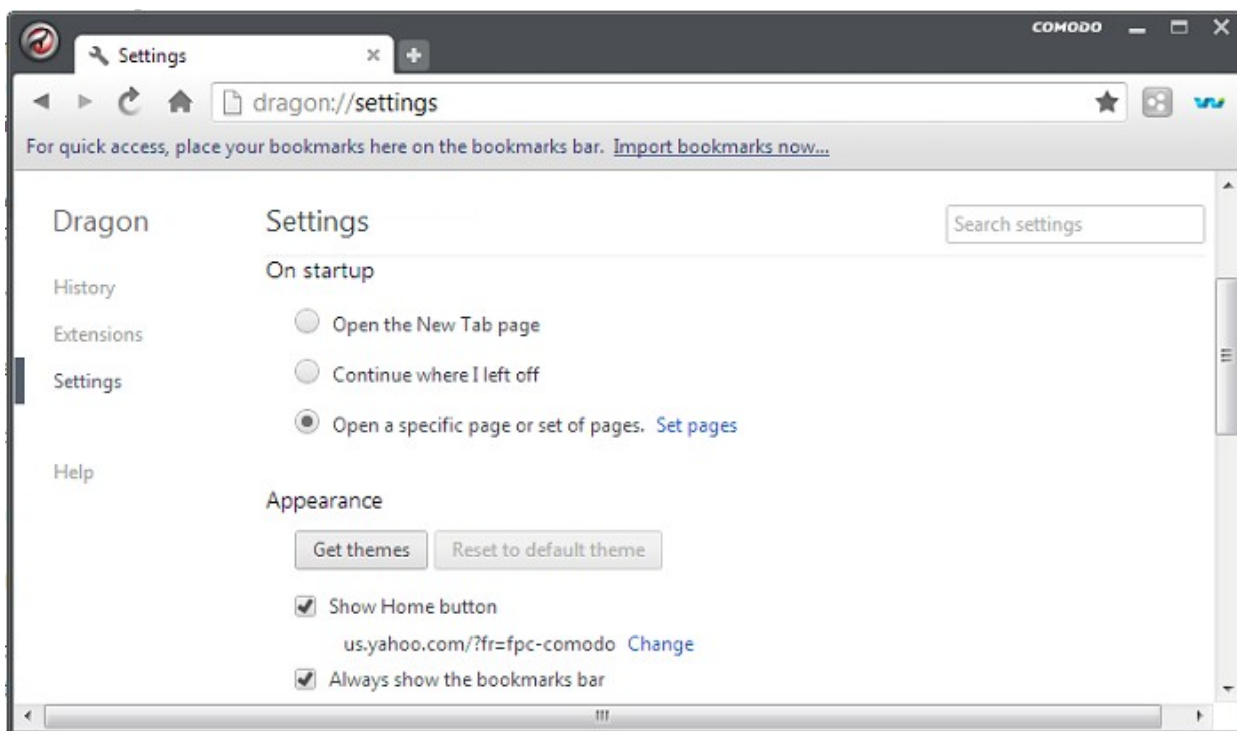 COMODO
Settings
dragon://settings
For quick access, place your bookmarks here on the bookmarks bar. Import bookmarks now...
Dragon
History
Extensions
Settings
Help
Settings
Search settings
On startup
Open the New Tab page
Continue where I left off
Open a specific page or set of pages. Set pages
Appearance
Get themes Reset to default theme
Show Home button
us.yahoo.com/?fr=fpc-comodo Change
Always show the bookmarks bar